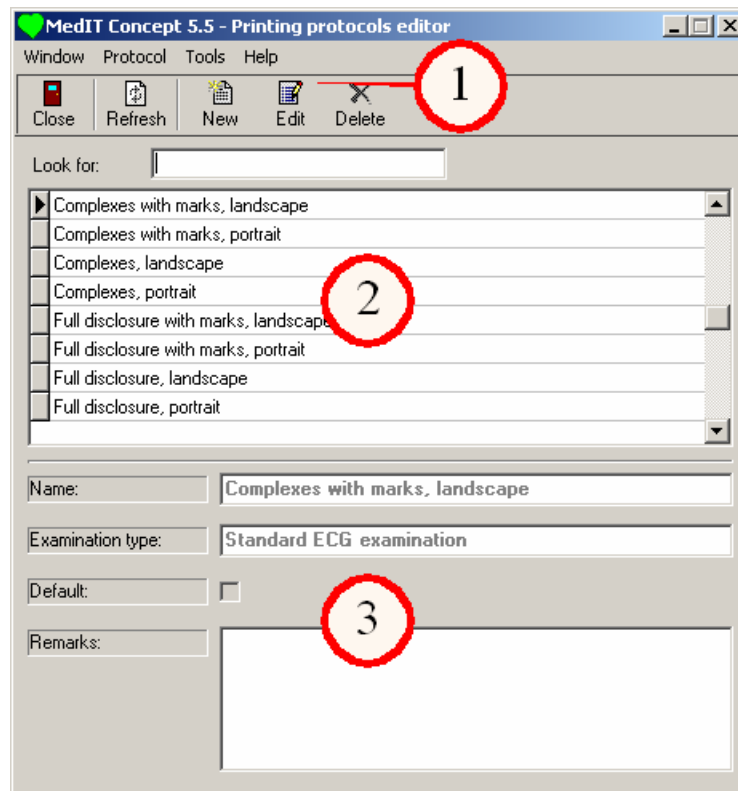 MedIT Concept 5.5 - Printing protocols editor
Window Protocol Tools Help
1
Close Refresh New Edit Delete
Look for:
Complexes with marks, landscape
Complexes with marks, portrait
Complexes, landscape
Complexes, portrait
2
Full disclosure with marks, landscape
Full disclosure with marks, portrait
Full disclosure, landscape
Full disclosure, portrait
Name: Complexes with marks, landscape
Examination type: Standard ECG examination
Default:
3
Remarks: